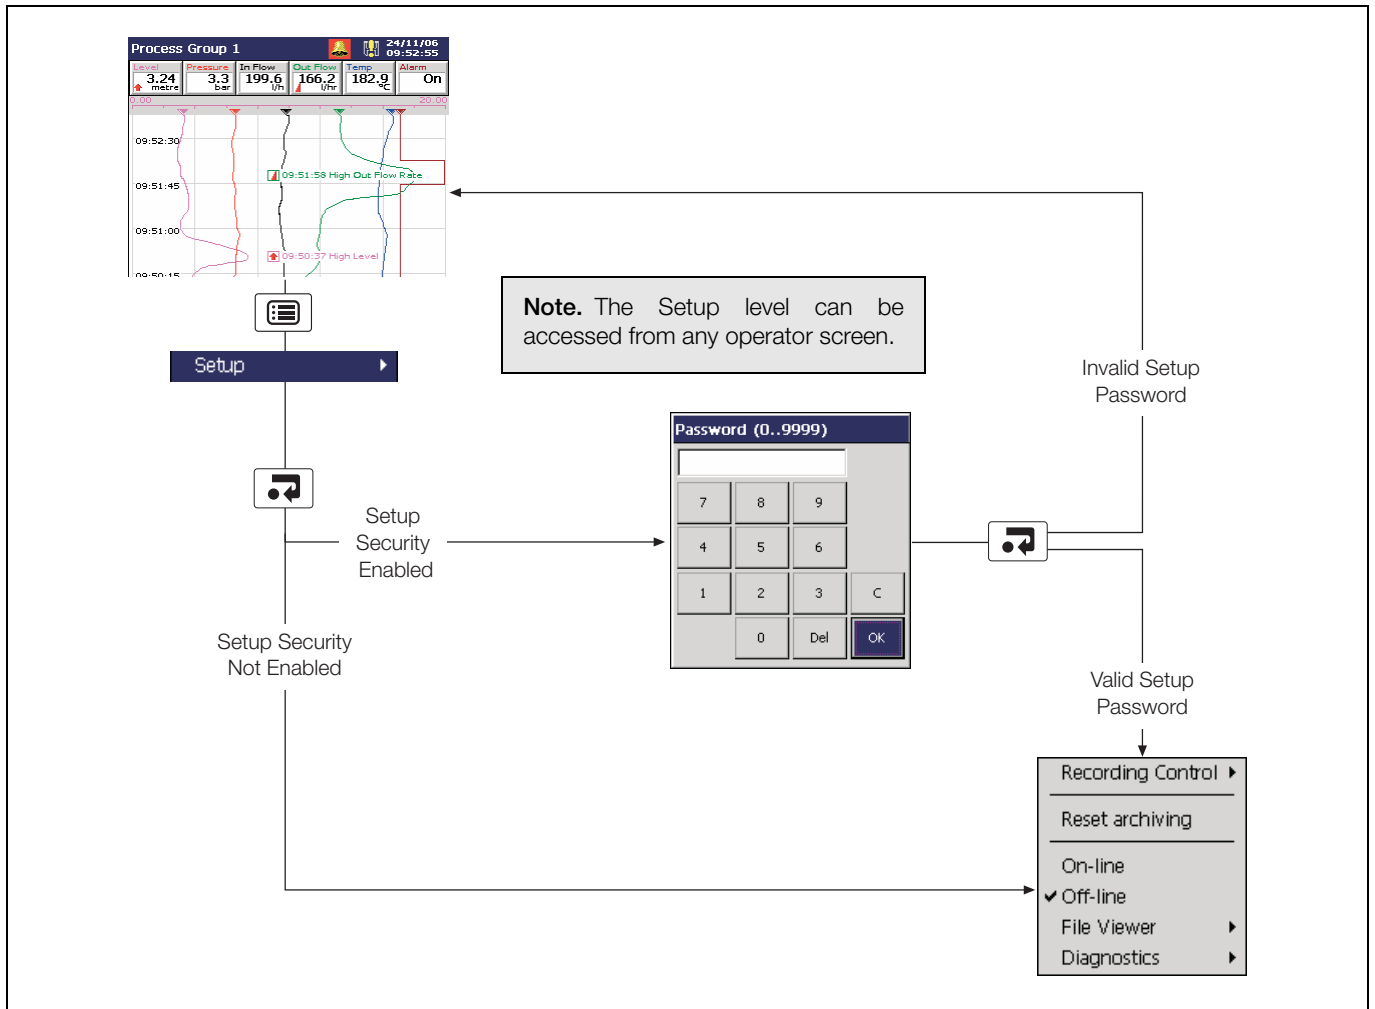 Process Group 1
24/11/06
09:52:55
Level Pressure In Flow Out Flow Temp Alarm
3.24 3.3 199.6 166.2 182.9 On
metre bar l/h l/hr °C
0.00 20.00
09:52:30
09:51:58 High Out Flow Rate
09:51:45
09:51:00
09:50:37 High Level
09:50:15
Note. The Setup level can be
accessed from any operator screen.
Setup
Invalid Setup
Password
Password (0..9999)
7 8 9
4 5 6
1 2 3 C
0 Del OK
Setup
Security
Enabled
Setup Security
Not Enabled
Valid Setup
Password
Recording Control
Reset archiving
On-line
Off-line
File Viewer
Diagnostics